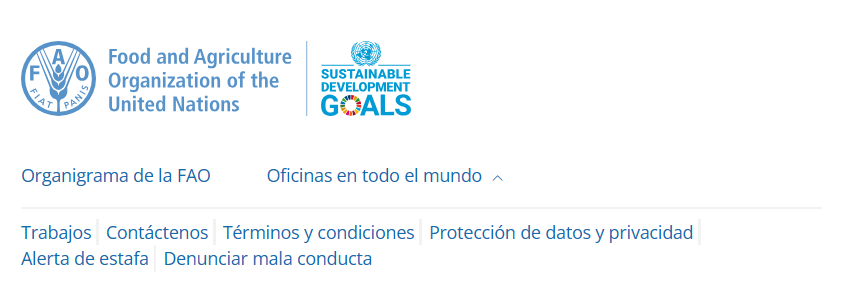 F A O
FIAT PANIS
Food and Agriculture
Organization of the
United Nations
SUSTAINABLE
DEVELOPMENT
GOALS
Organigrama de la FAO
Oficinas en todo el mundo
Trabajos
Contáctenos
Términos y condiciones
Protección de datos y privacidad
Alerta de estafa
Denunciar mala conducta